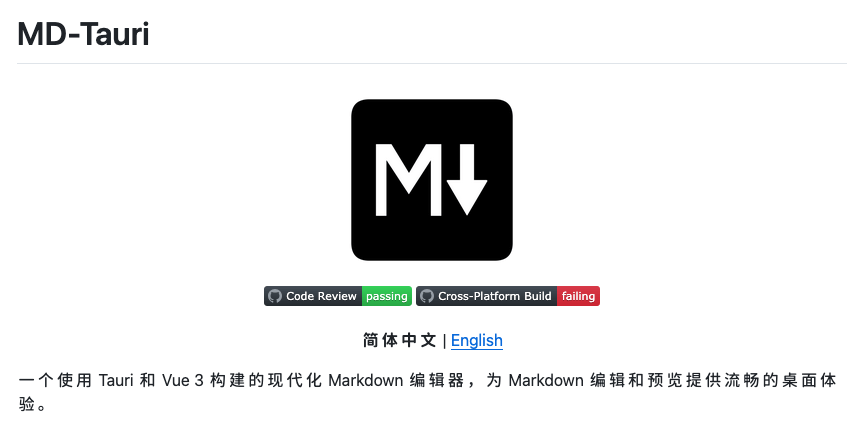 MD-Tauri
M
Code Review passing Cross-Platform Build failing
简体中文 | English
一个使用 Tauri 和 Vue 3 构建的现代化 Markdown 编辑器，为 Markdown 编辑和预览提供流畅的桌面体
验。